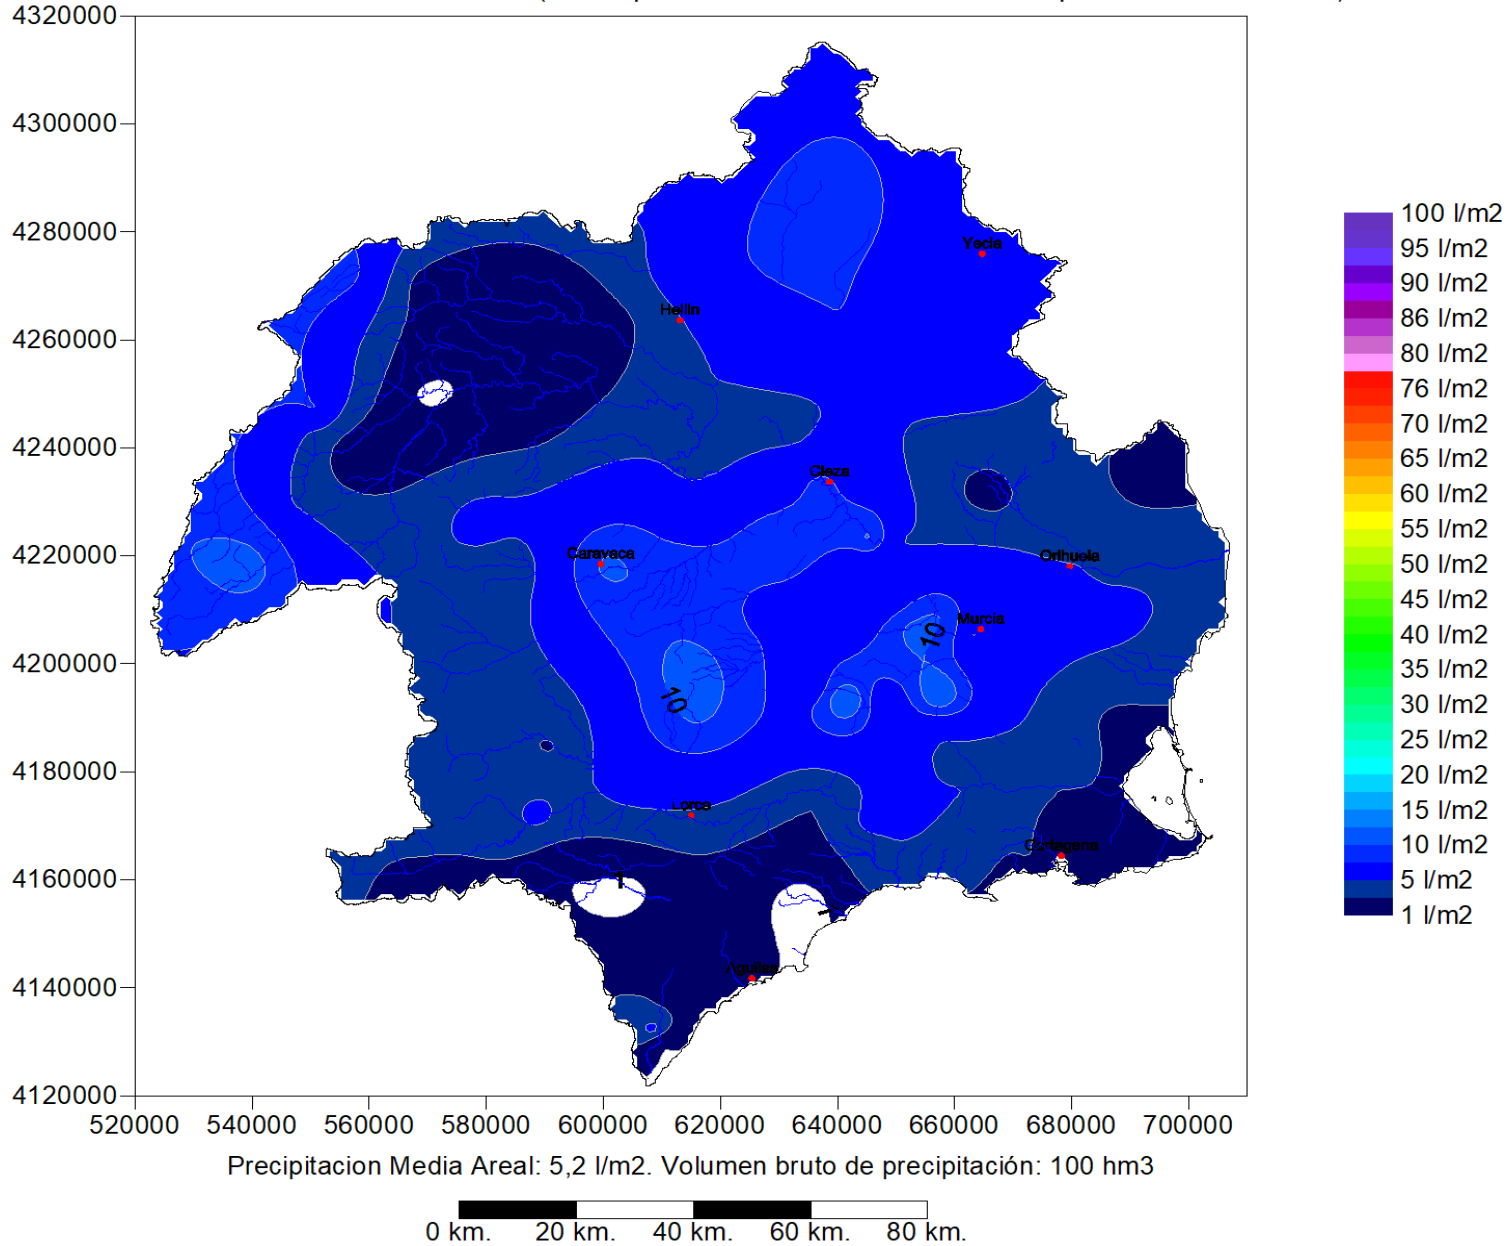 4320000
4300000
4280000
4260000
4240000
4220000
4200000
4180000
4160000
4140000
4120000
520000 540000 560000 580000 600000 620000 640000 660000 680000 700000
Yecla
Hellin
Cieza
Caravaca
Orihuela
Murcia
10
10
Lorca
Cartagena
1
1
Aguilas
100 l/m2
95 l/m2
90 l/m2
86 l/m2
80 l/m2
76 l/m2
70 l/m2
65 l/m2
60 l/m2
55 l/m2
50 l/m2
45 l/m2
40 l/m2
35 l/m2
30 l/m2
25 l/m2
20 l/m2
15 l/m2
10 l/m2
5 l/m2
1 l/m2
Precipitacion Media Areal: 5,2 l/m2. Volumen bruto de precipitación: 100 hm3
0 km. 20 km. 40 km. 60 km. 80 km.